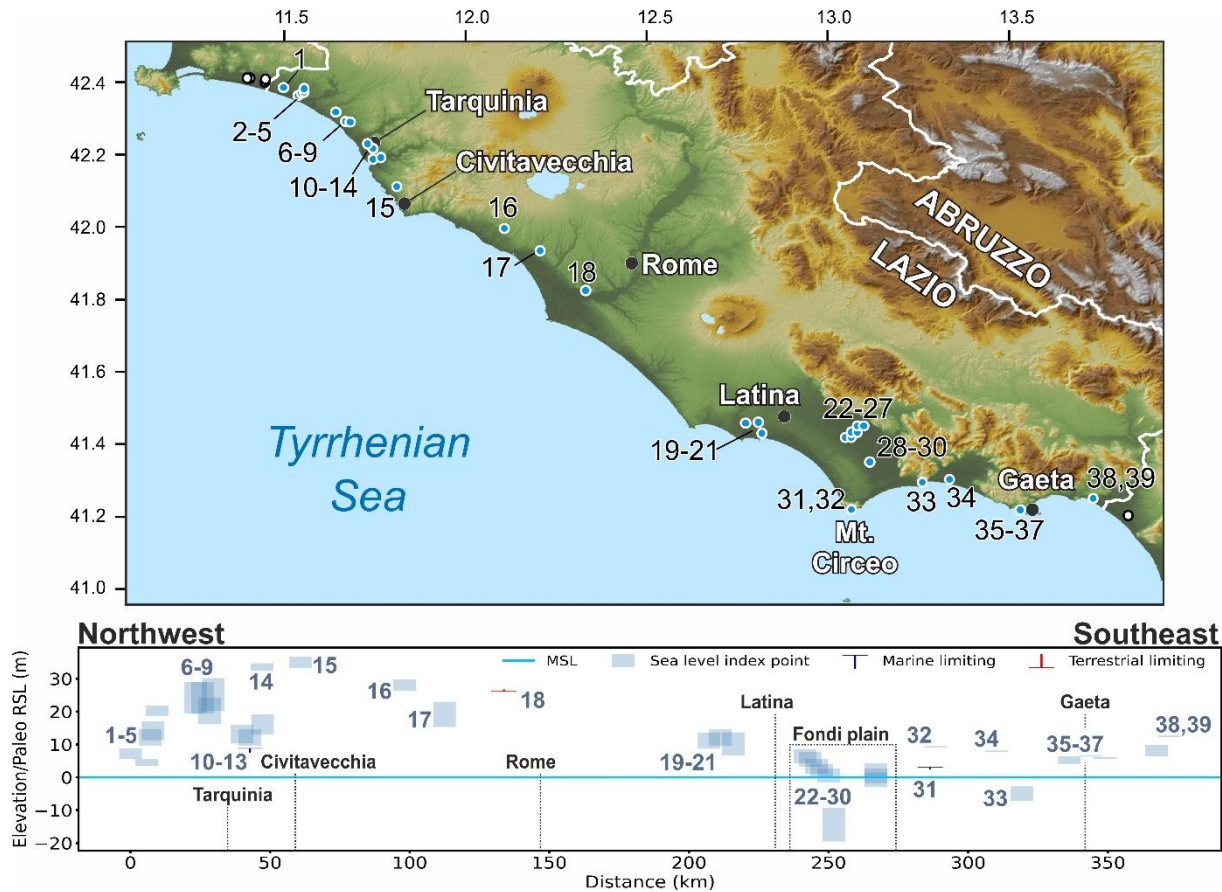 11.5 12.0 12.5 13.0 13.5
42.4
42.2
42.0
41.8
41.6
41.4
41.2
41.0
1
2-5
6-9
10-14
Tarquinia
Civitavecchia
15
16
17
18
Rome
ABRUZZO
LAZIO
Latina
19-21
22-27
28-30
31,32
Mt.
Circeo
33
34
Gaeta
35-37
38,39
Tyrrhenian
Sea
Northwest Southeast
Elevation/Paleo RSL (m)
30
20
10
0
−10
−20
MSL Sea level index point Marine limiting Terrestrial limiting
1-5
6-9
10-13
14
15
16
17
18
19-21
22-30
31
32
33
34
35-37
38,39
Tarquinia
Civitavecchia
Rome
Latina
Fondi plain
Gaeta
0 50 100 150 200 250 300 350
Distance (km)